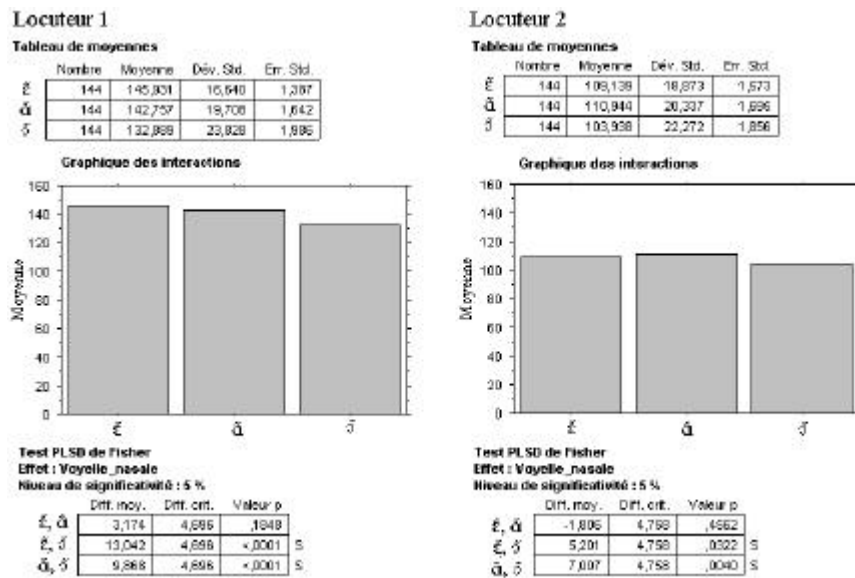 Locuteur 1
Tableau de moyennes
Nombre Moyenne Dév. Std. Err. Std.
ɛ̃ 144 145,931 16,640 1,387
ɑ̃ 144 142,757 19,708 1,642
ɔ̃ 144 132,889 23,828 1,986
Graphique des interactions
160
140
120
100
80
60
40
20
0
Moyenne
ɛ̃ ɑ̃ ɔ̃
Test PLSD de Fisher
Effet : Voyelle_nasale
Niveau de significativité : 5 %
Diff. moy. Diff. crit. Valeur p
ɛ̃, ɑ̃ 3,174 4,696 ,1848
ɛ̃, ɔ̃ 13,042 4,696 <,0001 S
ɑ̃, ɔ̃ 9,868 4,696 <,0001 S
Locuteur 2
Tableau de moyennes
Nombre Moyenne Dév. Std. Err. Std.
ɛ̃ 144 109,139 18,873 1,573
ɑ̃ 144 110,944 20,337 1,695
ɔ̃ 144 103,938 22,272 1,856
Graphique des interactions
160
140
120
100
80
60
40
20
0
Moyenne
ɛ̃ ɑ̃ ɔ̃
Test PLSD de Fisher
Effet : Voyelle_nasale
Niveau de significativité : 5 %
Diff. moy. Diff. crit. Valeur p
ɛ̃, ɑ̃ -1,806 4,758 ,4562
ɛ̃, ɔ̃ 5,201 4,758 ,0322 S
ɑ̃, ɔ̃ 7,007 4,758 ,0040 S